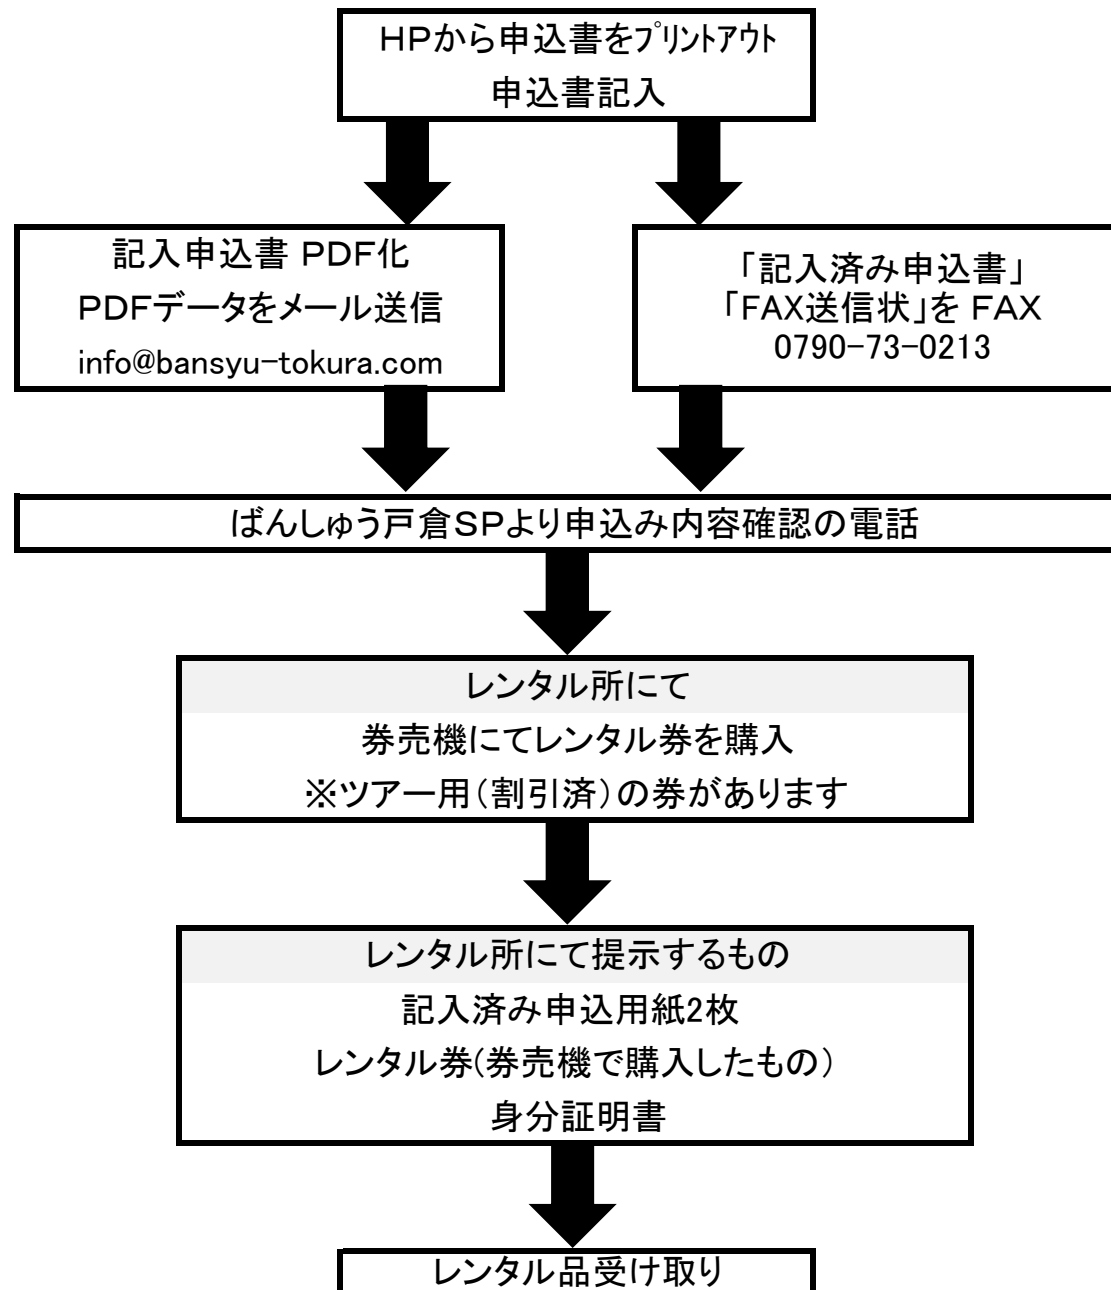 HPから申込書をプリントアウト
申込書記入
記入申込書 PDF化
PDFデータをメール送信
info@bansyu-tokura.com
「記入済み申込書」
「FAX送信状」を FAX
0790-73-0213
ばんしゅう戸倉SPより申込み内容確認の電話
レンタル所にて
券売機にてレンタル券を購入
※ツアー用(割引済)の券があります
レンタル所にて提示するもの
記入済み申込用紙2枚
レンタル券(券売機で購入したもの)
身分証明書
レンタル品受け取り